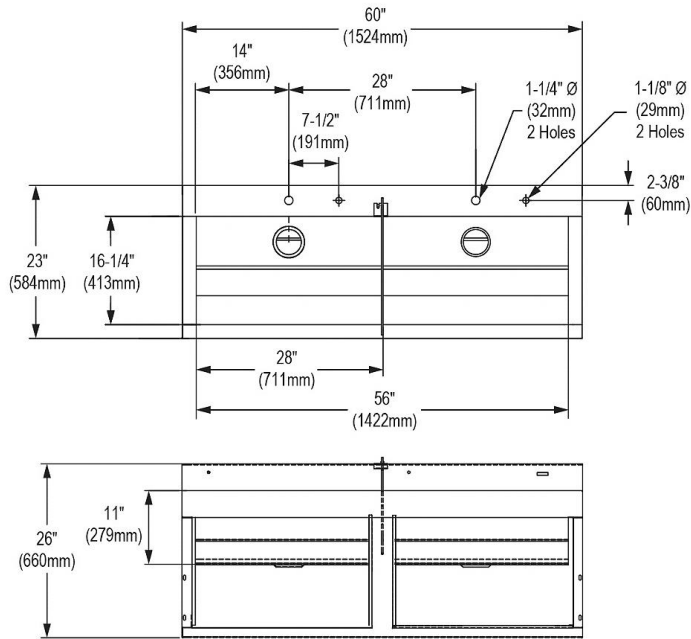 60"
(1524mm)
14"
(356mm)
28"
(711mm)
1-1/4" Ø
(32mm)
2 Holes
1-1/8" Ø
(29mm)
2 Holes
7-1/2"
(191mm)
2-3/8"
(60mm)
23"
(584mm)
16-1/4"
(413mm)
28"
(711mm)
56"
(1422mm)
11"
(279mm)
26"
(660mm)